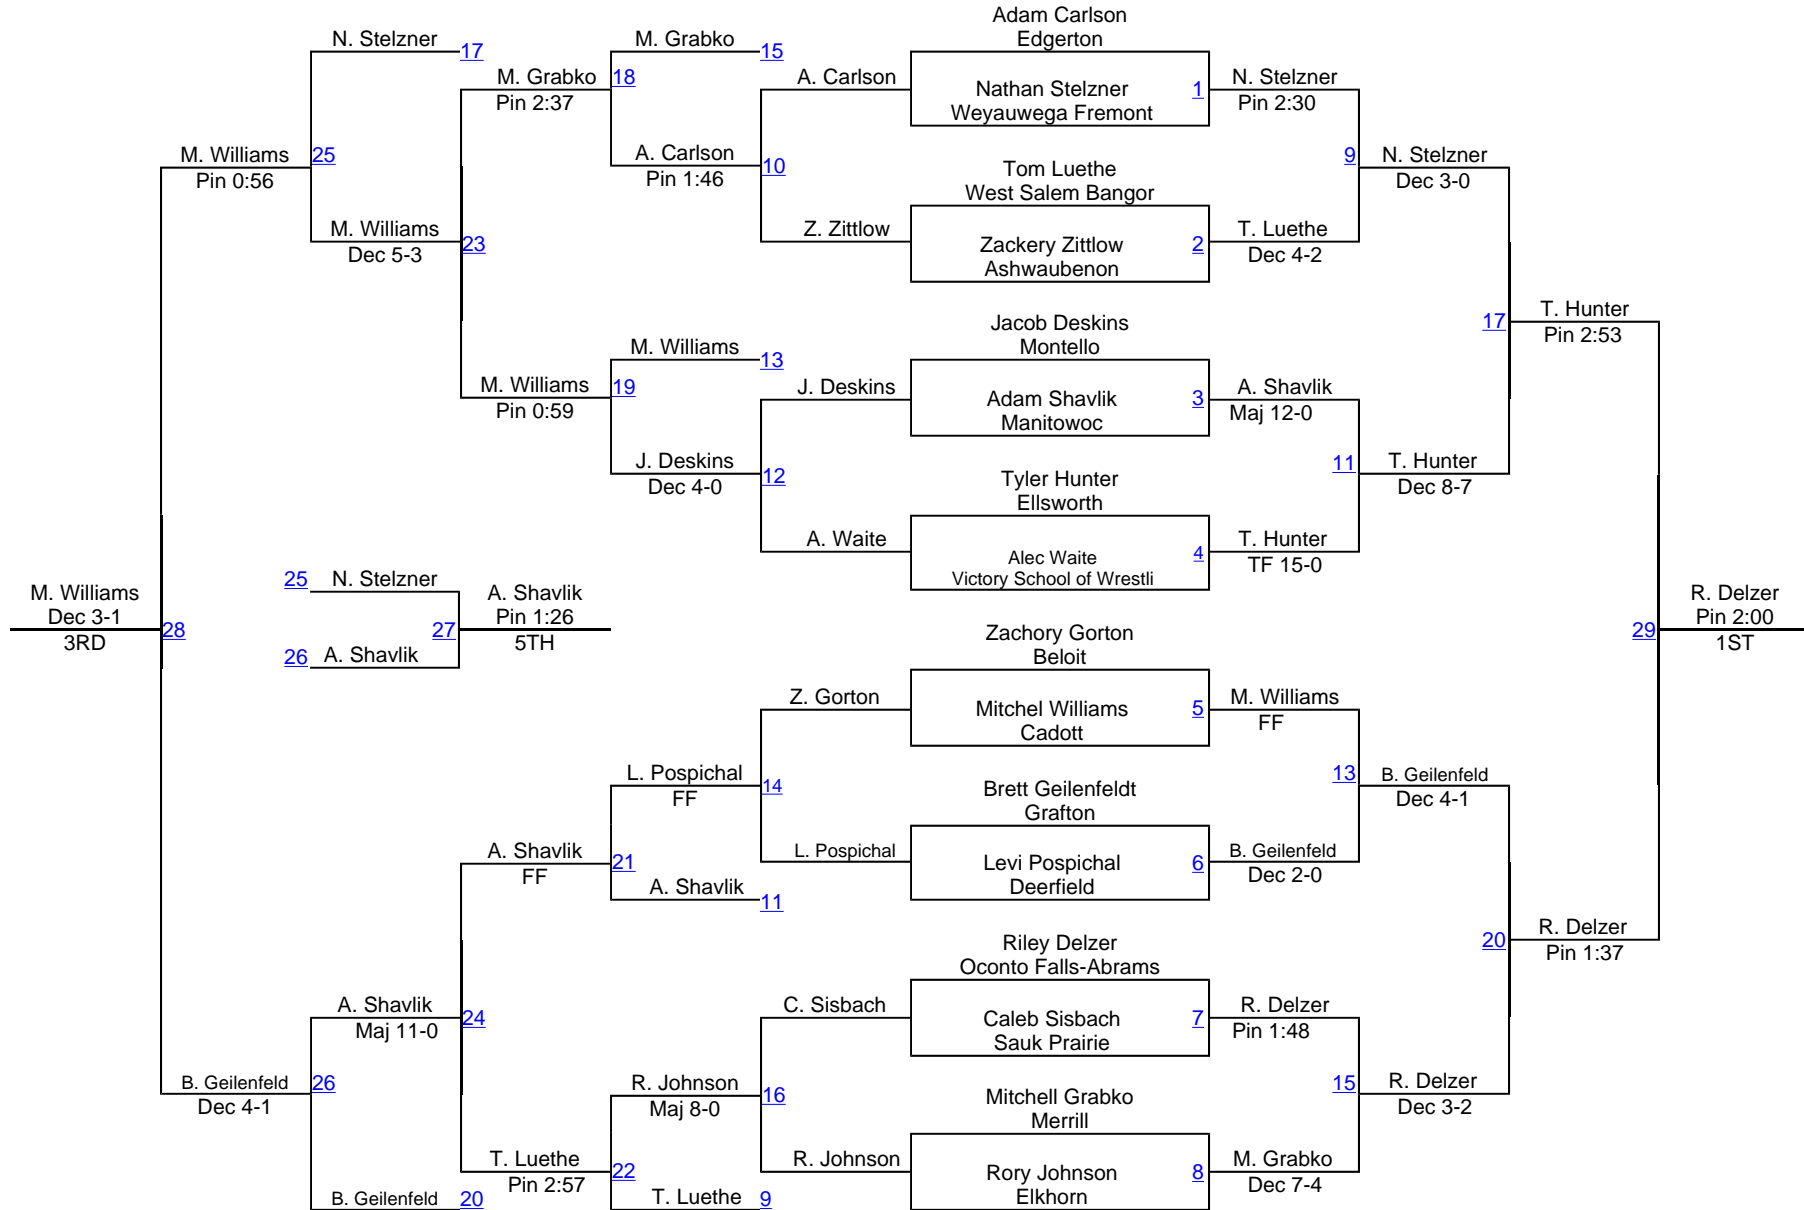 Adam Carlson
Edgerton
N. Stelzner 17
M. Grabko 15
M. Grabko 18
Pin 2:37
A. Carlson
Nathan Stelzner 1
Weyauwega Fremont
N. Stelzner
Pin 2:30
M. Williams 25
Pin 0:56
A. Carlson 10
Pin 1:46
Tom Luethe
West Salem Bangor
9 N. Stelzner
Dec 3-0
M. Williams 23
Dec 5-3
Z. Zittlow
Zackery Zittlow 2
Ashwaubenon
T. Luethe
Dec 4-2
Jacob Deskins
Montello
17 T. Hunter
Pin 2:53
M. Williams 13
M. Williams 19
Pin 0:59
J. Deskins
Adam Shavlik 3
Manitowoc
A. Shavlik
Maj 12-0
J. Deskins 12
Dec 4-0
Tyler Hunter
Ellsworth
11 T. Hunter
Dec 8-7
A. Waite
Alec Waite 4
Victory School of Wrestli
T. Hunter
TF 15-0
M. Williams
Dec 3-1
3RD
28
25 N. Stelzner
27
26 A. Shavlik
A. Shavlik
Pin 1:26
5TH
29
R. Delzer
Pin 2:00
1ST
Zachory Gorton
Beloit
Z. Gorton
Mitchel Williams 5
Cadott
M. Williams
FF
L. Pospichal 14
FF
Brett Geilenfeldt
Grafton
13 B. Geilenfeld
Dec 4-1
A. Shavlik 21
FF
L. Pospichal
Levi Pospichal 6
Deerfield
B. Geilenfeld
Dec 2-0
A. Shavlik 11
Riley Delzer
Oconto Falls-Abrams
20 R. Delzer
Pin 1:37
A. Shavlik 24
Maj 11-0
C. Sisbach
Caleb Sisbach 7
Sauk Prairie
R. Delzer
Pin 1:48
B. Geilenfeld 26
Dec 4-1
R. Johnson 16
Maj 8-0
Mitchell Grabko
Merrill
15 R. Delzer
Dec 3-2
T. Luethe 22
Pin 2:57
R. Johnson
Rory Johnson 8
Elkhorn
M. Grabko
Dec 7-4
B. Geilenfeld 20
T. Luethe 9